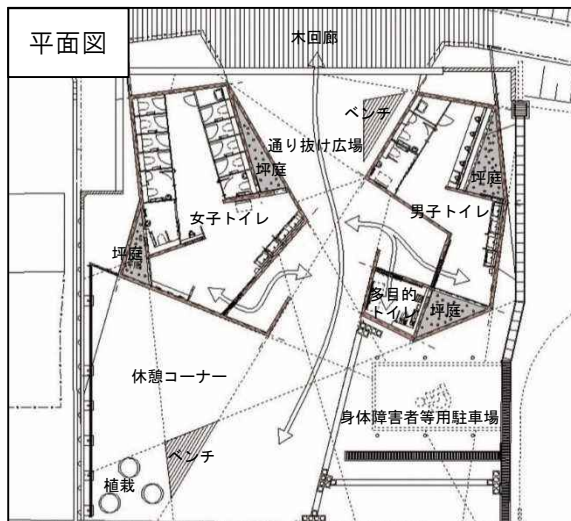 平面図
木回廊
ベンチ
通り抜け広場
坪庭
坪庭
女子トイレ
男子トイレ
坪庭
多目的
トイレ
坪庭
休憩コーナー
身体障害者等用駐車場
ベンチ
植栽